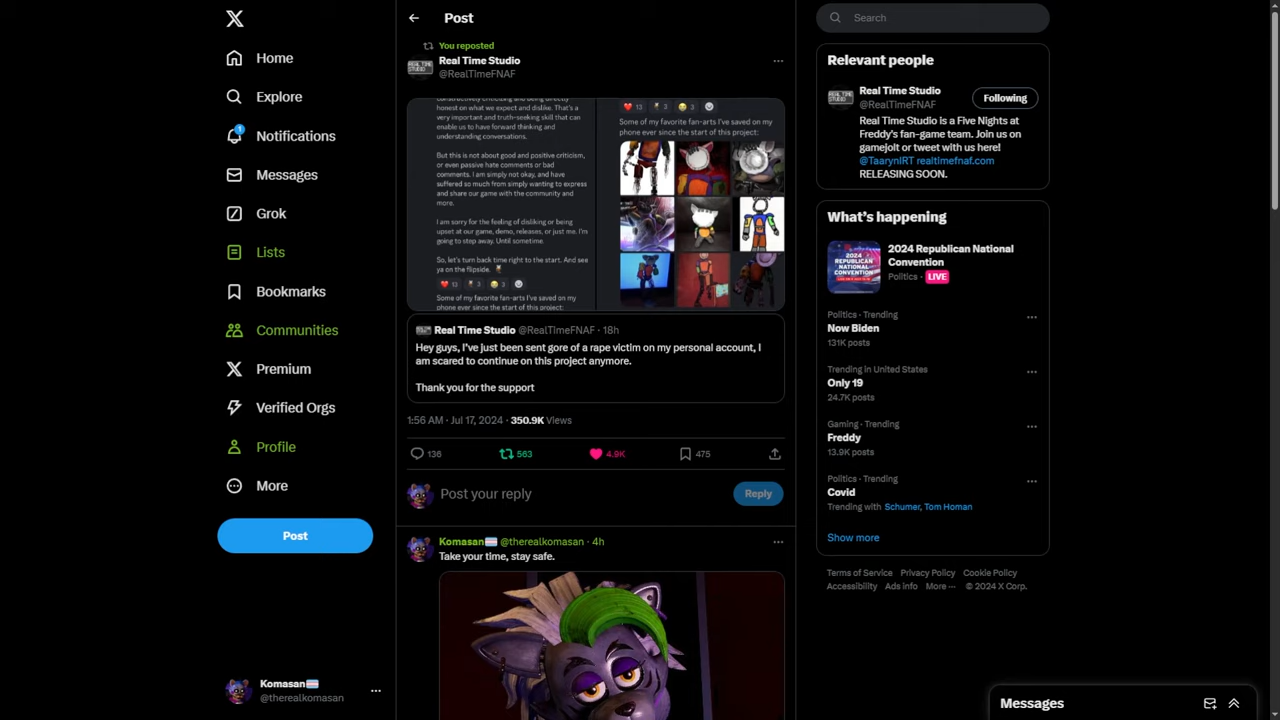 Home
Explore
1
Notifications
Messages
Grok
Lists
Bookmarks
Communities
Premium
Verified Orgs
Profile
More
Post
Komasan
@therealkomasan
Post
You reposted
REAL TIME STUDIO
Real Time Studio
@RealTimeFNAF
constructively criticizing and being directly
honest on what we expect and dislike. That's a
very important and truth-seeking skill that can
enable us to have forward thinking and
understanding conversations.
But this is not about good and positive criticism,
or even passive hate comments or bad
comments. I am simply not okay, and have
suffered so much from simply wanting to express
and share our game with the community and
more.
I am sorry for the feeling of disliking or being
upset at our game, demo, releases, or just me. I'm
going to step away. Until sometime.
So, let's turn back time right to the start. And see
ya on the flipside.
13 3 3
Some of my favorite fan-arts I've saved on my
phone ever since the start of this project:
13 3 3
Some of my favorite fan-arts I've saved on my
phone ever since the start of this project:
Real Time Studio @RealTimeFNAF · 18h
Hey guys, I've just been sent gore of a rape victim on my personal account, I
am scared to continue on this project anymore.
Thank you for the support
1:56 AM · Jul 17, 2024 · 350.9K Views
136 563 4.9K 475
Post your reply
Reply
Komasan @therealkomasan · 4h
Take your time, stay safe.
Search
Relevant people
REAL TIME STUDIO
Real Time Studio
@RealTimeFNAF
Following
Real Time Studio is a Five Nights at
Freddy's fan-game team. Join us on
gamejolt or tweet with us here!
@TaarynIRT realtimefnaf.com
RELEASING SOON.
What's happening
2024 REPUBLICAN NATIONAL CONVENTION
2024 Republican National
Convention
Politics · LIVE
Politics · Trending
Now Biden
131K posts
Trending in United States
Only 19
24.7K posts
Gaming · Trending
Freddy
13.9K posts
Politics · Trending
Covid
Trending with Schumer, Tom Homan
Show more
Terms of Service Privacy Policy Cookie Policy
Accessibility Ads info More ··· © 2024 X Corp.
Messages